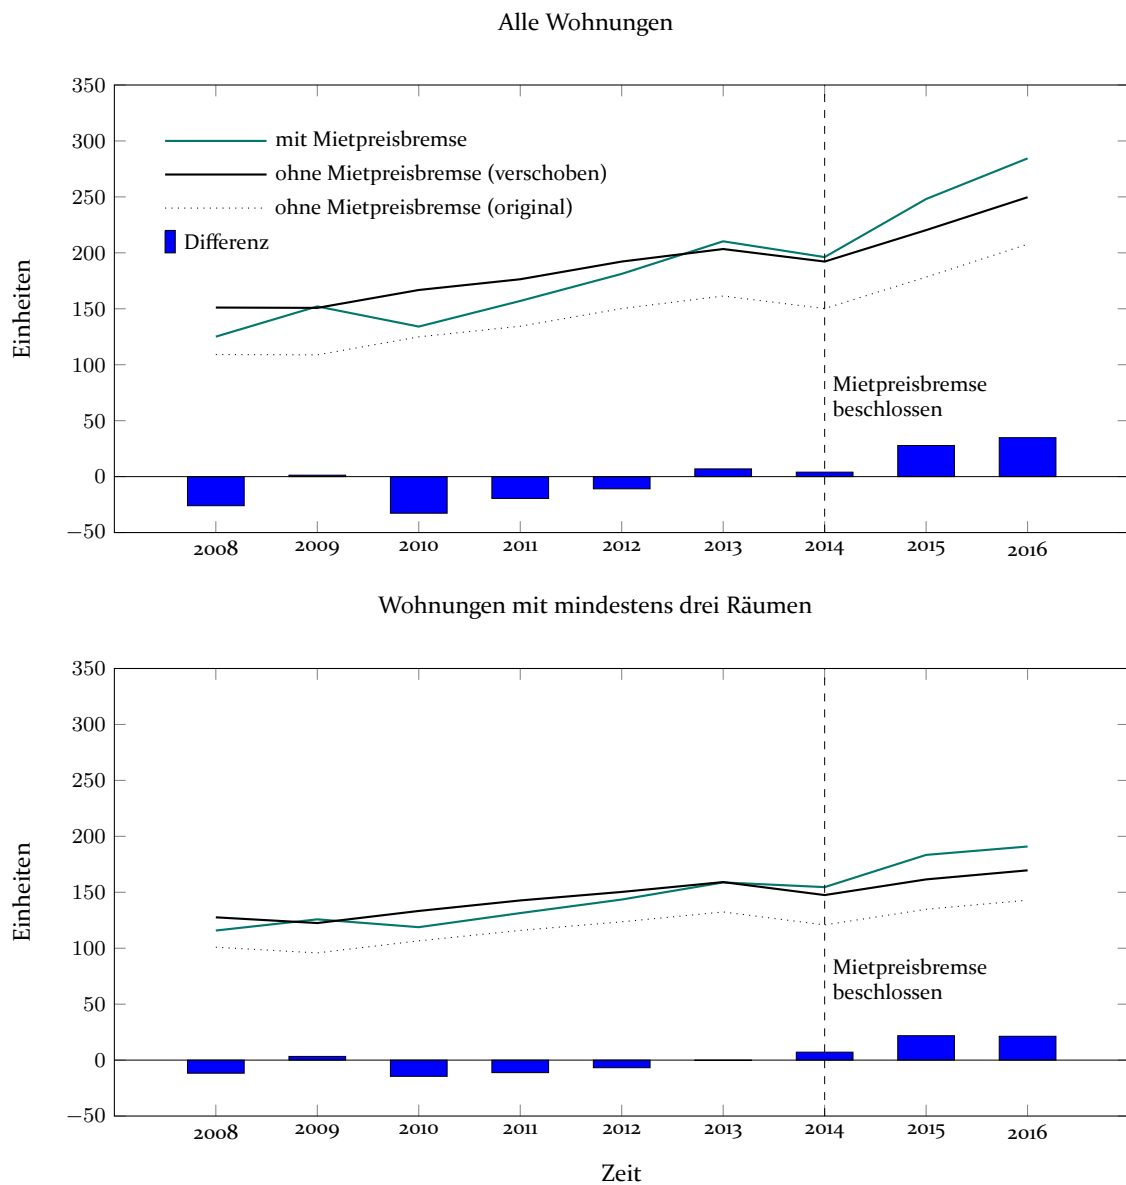 Alle Wohnungen
350
300
250
200
150
100
50
0
−50
Einheiten
mit Mietpreisbremse
ohne Mietpreisbremse (verschoben)
ohne Mietpreisbremse (original)
Differenz
Mietpreisbremse
beschlossen
2008 2009 2010 2011 2012 2013 2014 2015 2016
Wohnungen mit mindestens drei Räumen
350
300
250
200
150
100
50
0
−50
Einheiten
Mietpreisbremse
beschlossen
2008 2009 2010 2011 2012 2013 2014 2015 2016
Zeit